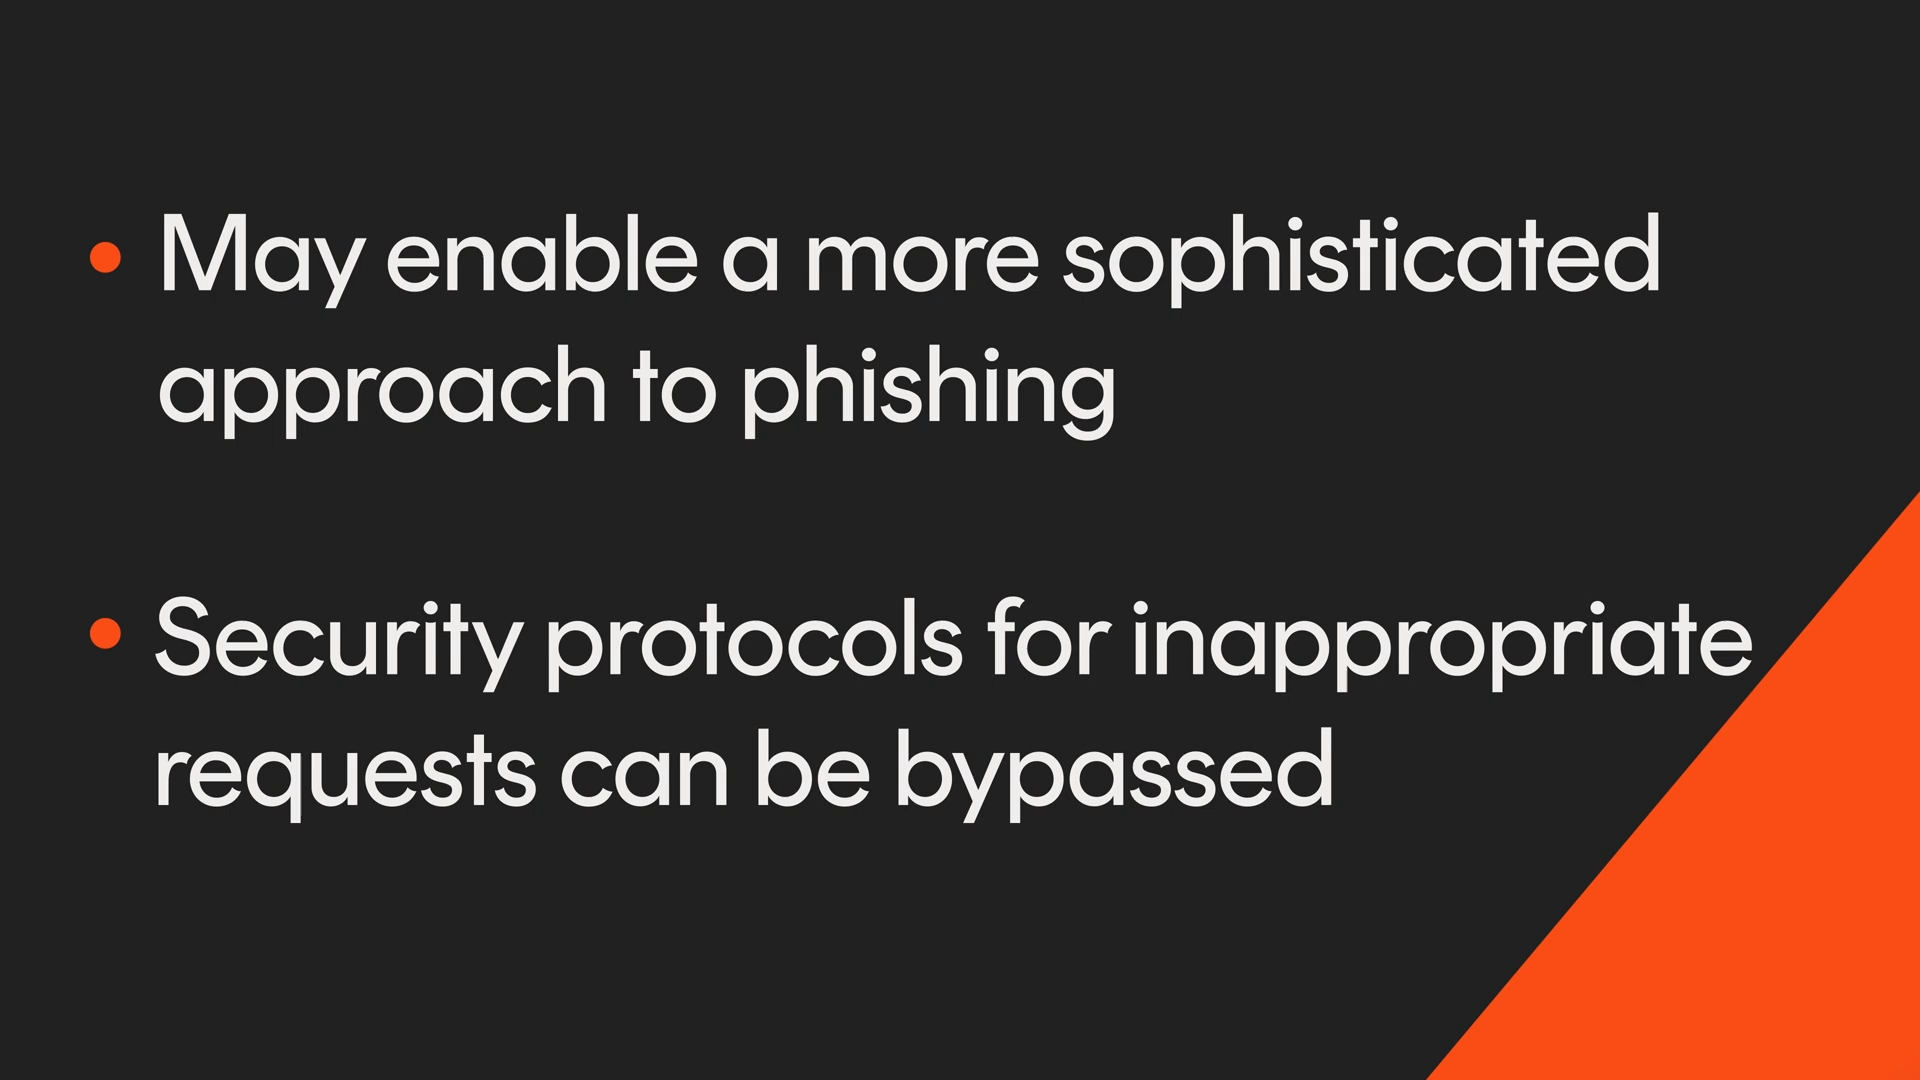 • May enable a more sophisticated
approach to phishing
• Security protocols for inappropriate
requests can be bypassed